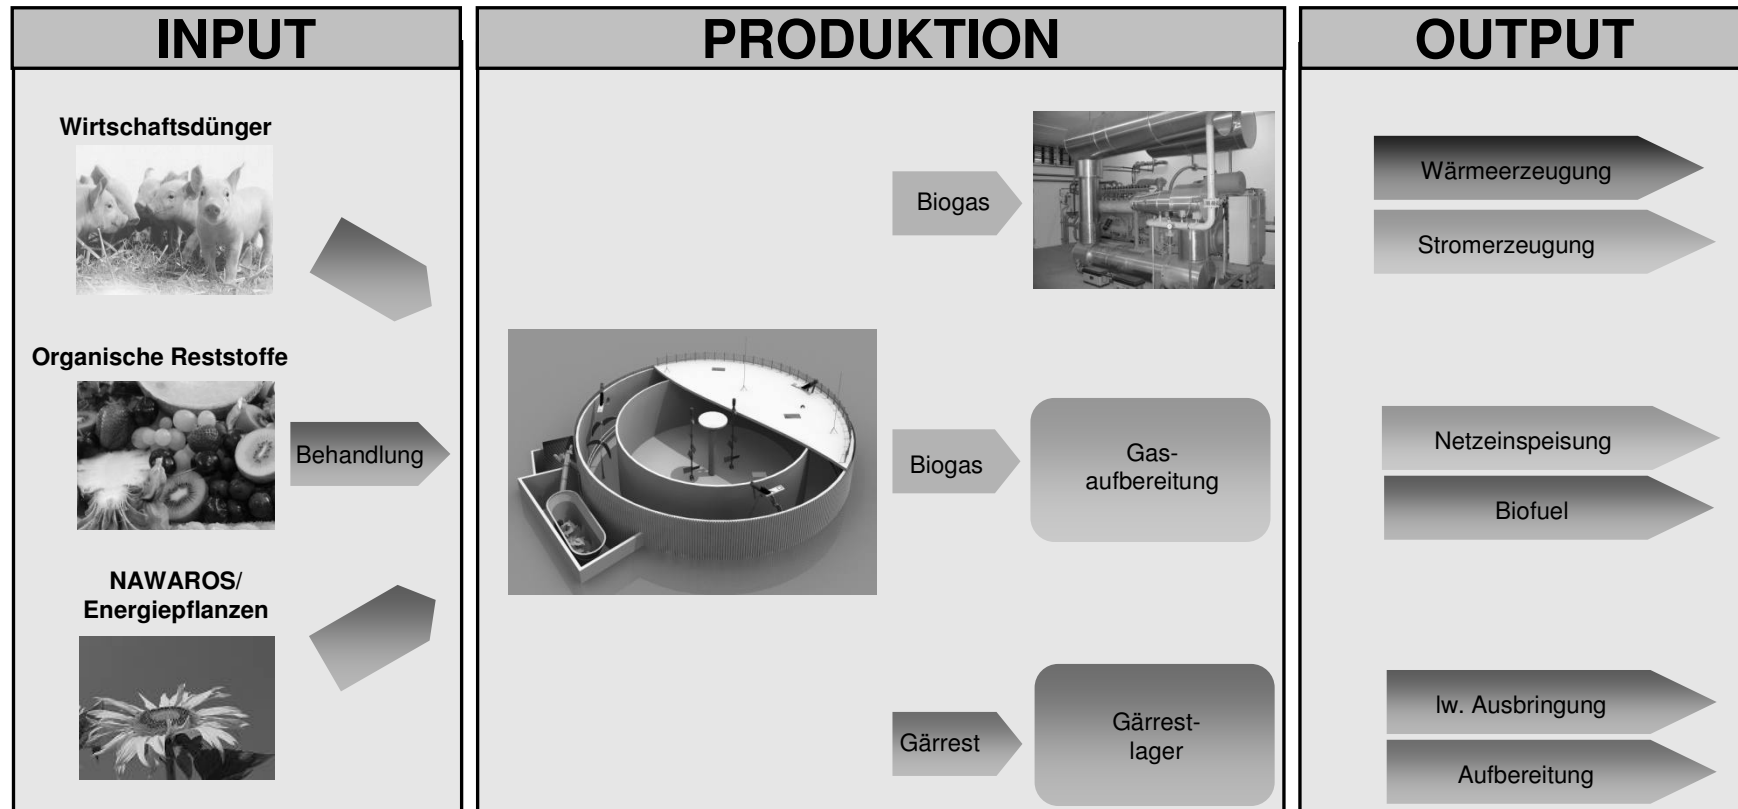 INPUT
PRODUKTION
OUTPUT
Wirtschaftsdünger
Organische Reststoffe
Behandlung
NAWAROS/
Energiepflanzen
Biogas
Biogas
Gas-
aufbereitung
Gärrest
Gärrest-
lager
Wärmeerzeugung
Stromerzeugung
Netzeinspeisung
Biofuel
lw. Ausbringung
Aufbereitung